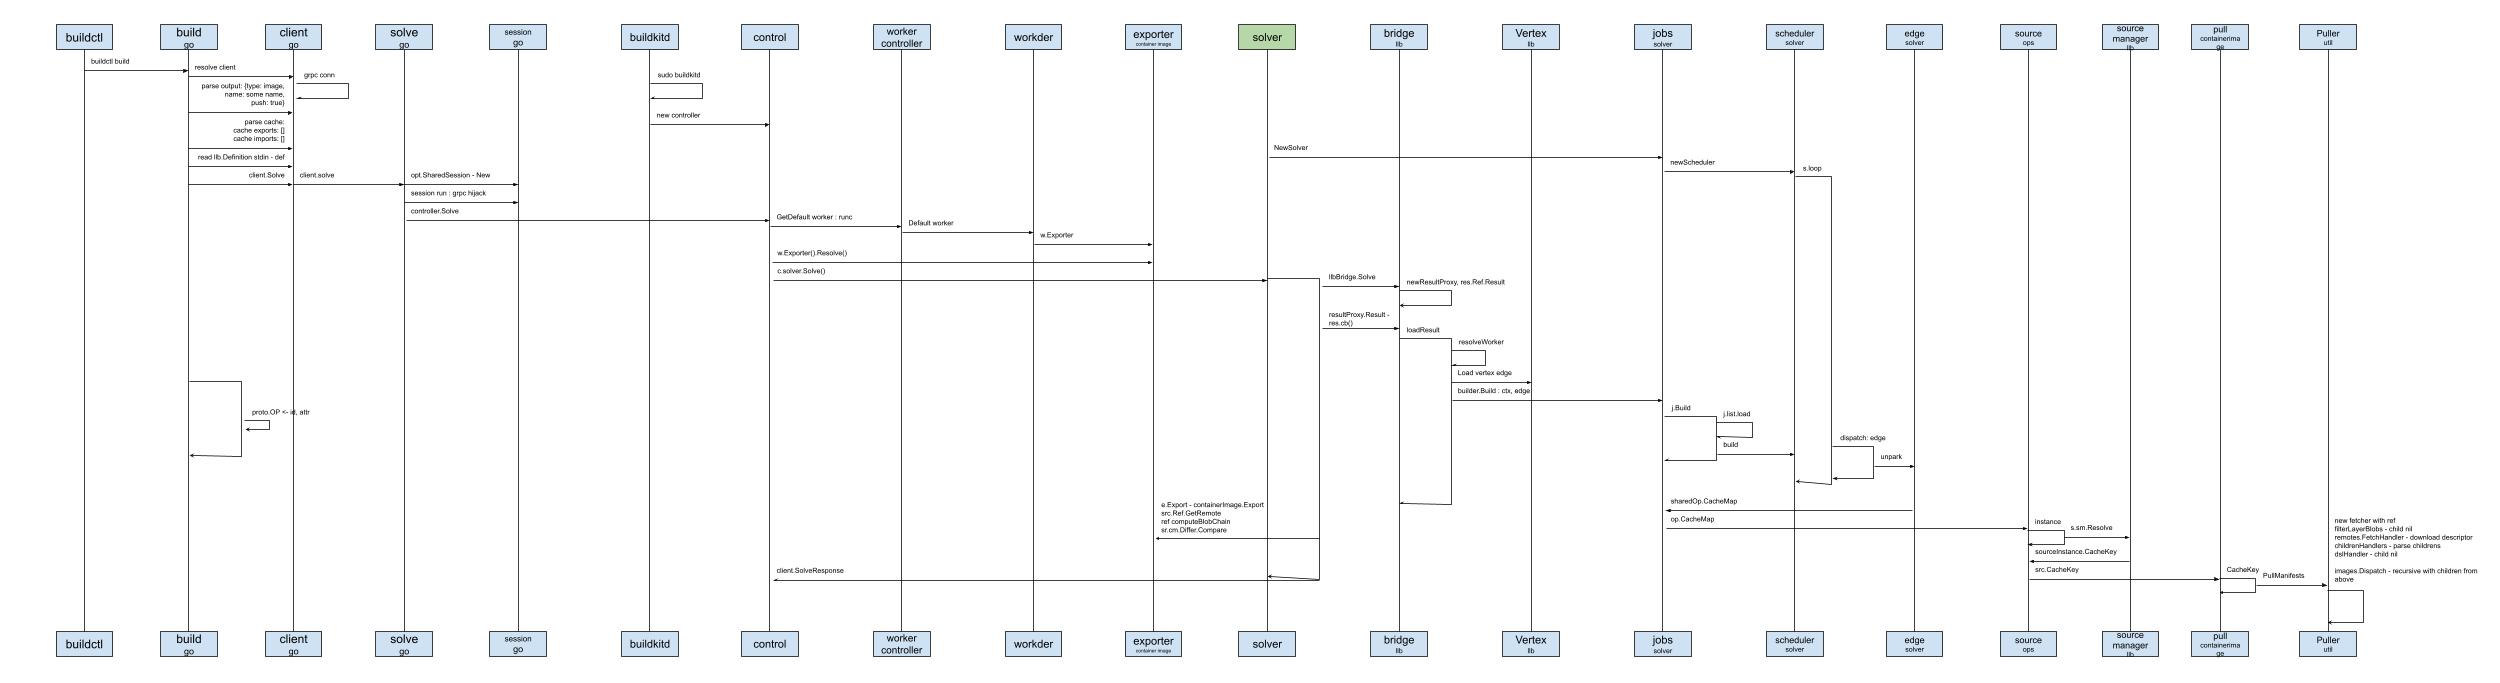 buildctl
build
go
client
go
solve
go
session
go
buildkitd
control
worker
controller
workder
exporter
container image
solver
bridge
llb
Vertex
llb
jobs
solver
scheduler
solver
edge
solver
source
ops
source
manager
llb
pull
containerima
ge
Puller
util
buildctl build
resolve client
grpc conn
parse output: {type: image,
name: some name,
push: true}
parse cache:
cache exports: []
cache imports: []
read llb.Definition stdin - def
client.Solve
client.solve
opt.SharedSession - New
session run : grpc hijack
controller.Solve
sudo buildkitd
new controller
NewSolver
newScheduler
s.loop
GetDefault worker : runc
Default worker
w.Exporter
w.Exporter().Resolve()
c.solver.Solve()
llbBridge.Solve
newResultProxy, res.Ref.Result
resultProxy.Result -
res.cb()
loadResult
resolveWorker
Load vertex edge
builder.Build : ctx, edge
proto.OP <- id, attr
j.Build
j.list.load
build
dispatch: edge
unpark
e.Export - containerImage.Export
src.Ref.GetRemote
ref computeBlobChain
sr.cm.Differ.Compare
sharedOp.CacheMap
op.CacheMap
instance
s.sm.Resolve
sourceInstance.CacheKey
src.CacheKey
CacheKey
PullManifests
new fetcher with ref
filterLayerBlobs - child nil
remotes.FetchHandler - download descriptor
childrenHandlers - parse childrens
dslHandler - child nil
images.Dispatch - recursive with children from
above
client.SolveResponse
buildctl
build
go
client
go
solve
go
session
go
buildkitd
control
worker
controller
workder
exporter
container image
solver
bridge
llb
Vertex
llb
jobs
solver
scheduler
solver
edge
solver
source
ops
source
manager
llb
pull
containerima
ge
Puller
util